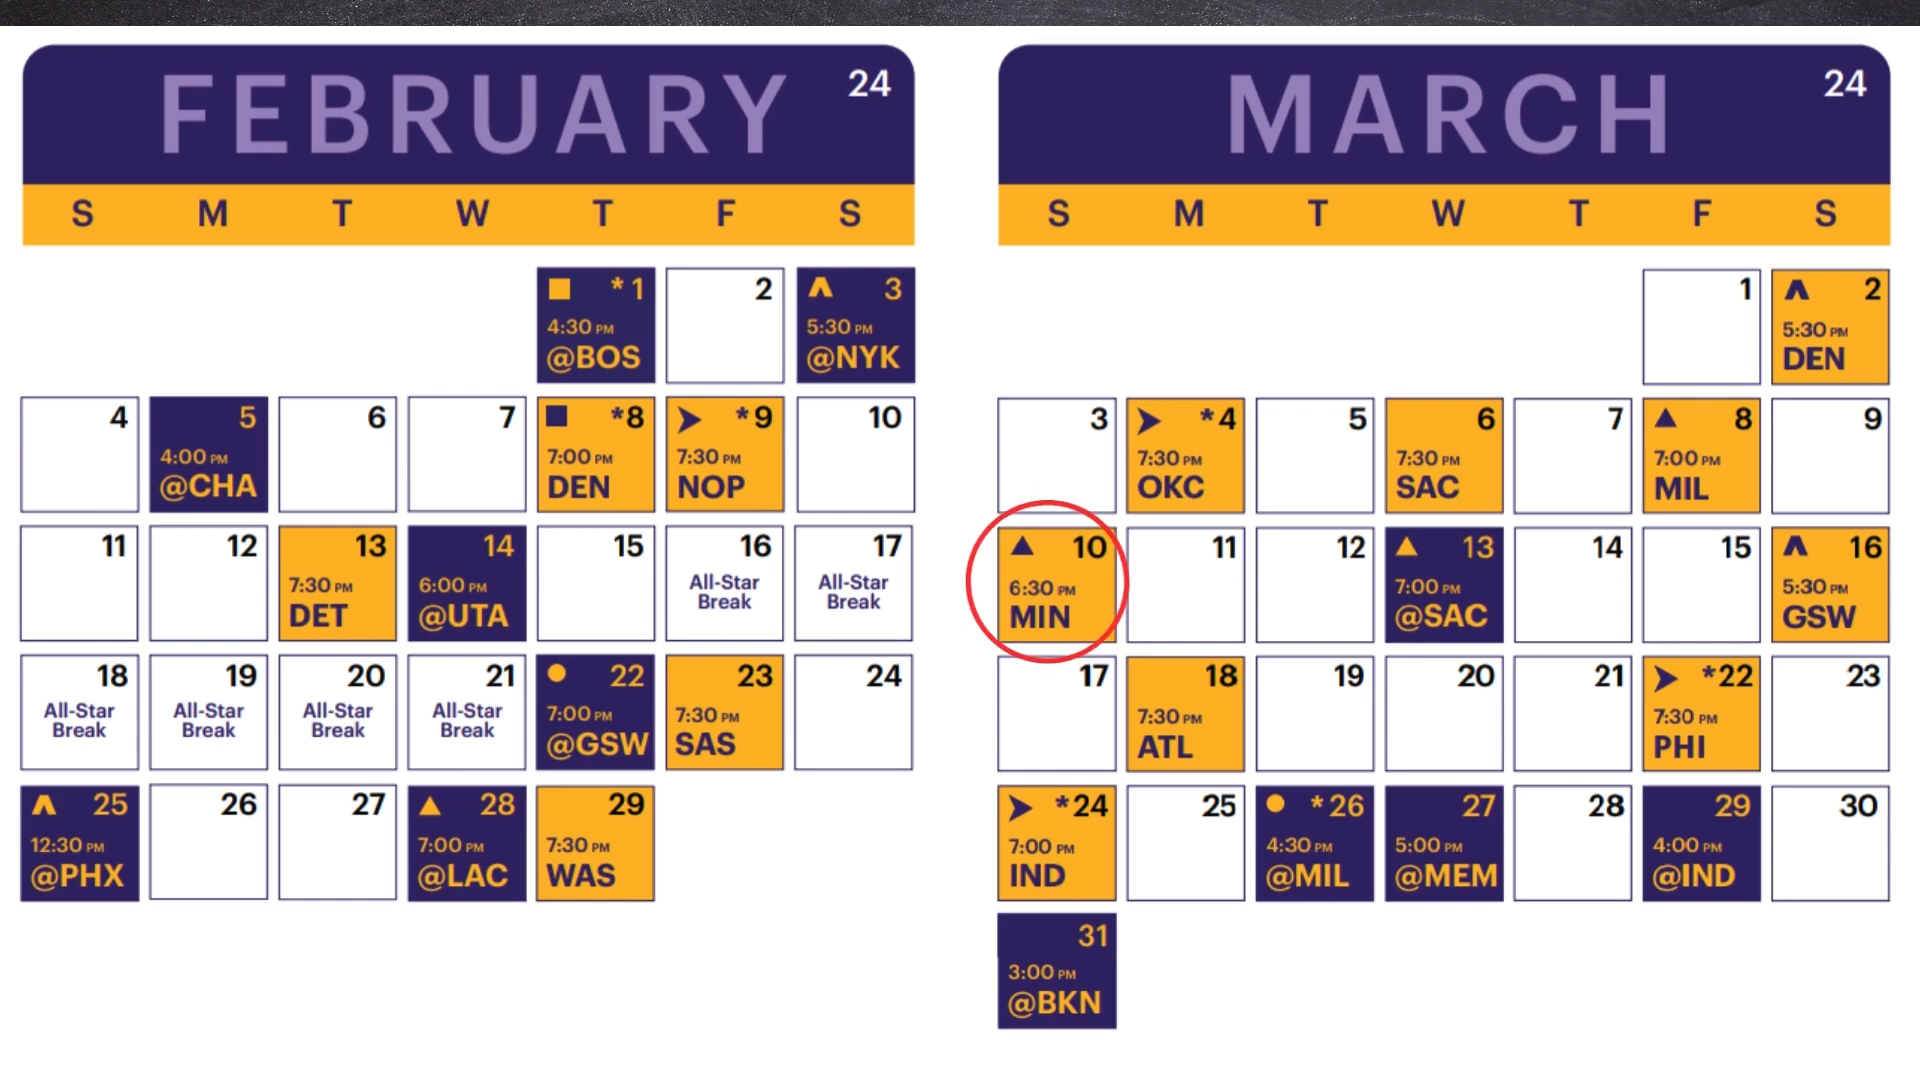 FEBRUARY 24
S M T W T F S
* 1
4:30 PM
@BOS
2
3
5:30 PM
@NYK
4
5
4:00 PM
@CHA
6
7
*8
7:00 PM
DEN
*9
7:30 PM
NOP
10
11
12
13
7:30 PM
DET
14
6:00 PM
@UTA
15
16
All-Star
Break
17
All-Star
Break
18
All-Star
Break
19
All-Star
Break
20
All-Star
Break
21
All-Star
Break
22
7:00 PM
@GSW
23
7:30 PM
SAS
24
25
12:30 PM
@PHX
26
27
28
7:00 PM
@LAC
29
7:30 PM
WAS
MARCH 24
S M T W T F S
1
2
5:30 PM
DEN
3
*4
7:30 PM
OKC
5
6
7:30 PM
SAC
7
8
7:00 PM
MIL
9
10
6:30 PM
MIN
11
12
13
7:00 PM
@SAC
14
15
16
5:30 PM
GSW
17
18
7:30 PM
ATL
19
20
21
*22
7:30 PM
PHI
23
*24
7:00 PM
IND
25
* 26
4:30 PM
@MIL
27
5:00 PM
@MEM
28
29
4:00 PM
@IND
30
31
3:00 PM
@BKN